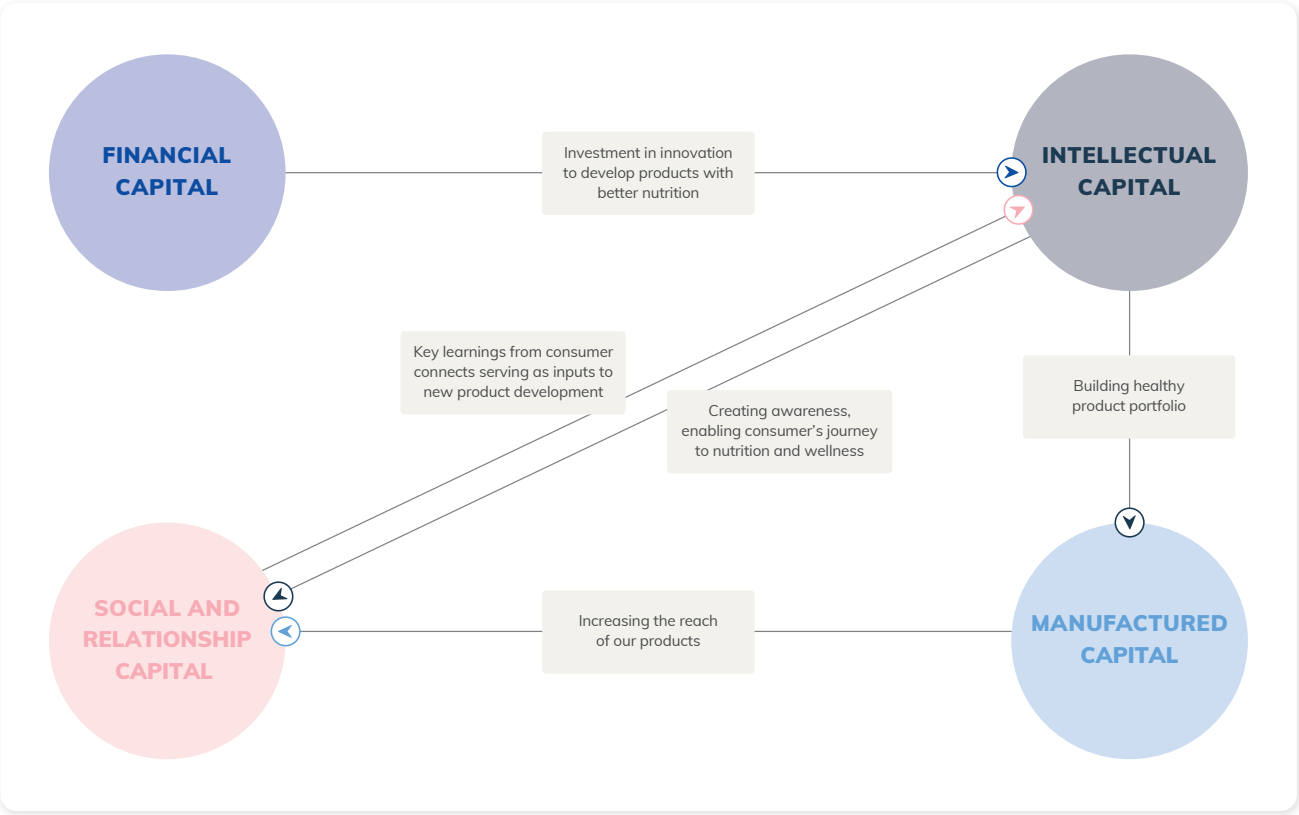 FINANCIAL
CAPITAL
Investment in innovation
to develop products with
better nutrition
INTELLECTUAL
CAPITAL
Key learnings from consumer
connects serving as inputs to
new product development
Creating awareness,
enabling consumer’s journey
to nutrition and wellness
Building healthy
product portfolio
SOCIAL AND
RELATIONSHIP
CAPITAL
Increasing the reach
of our products
MANUFACTURED
CAPITAL